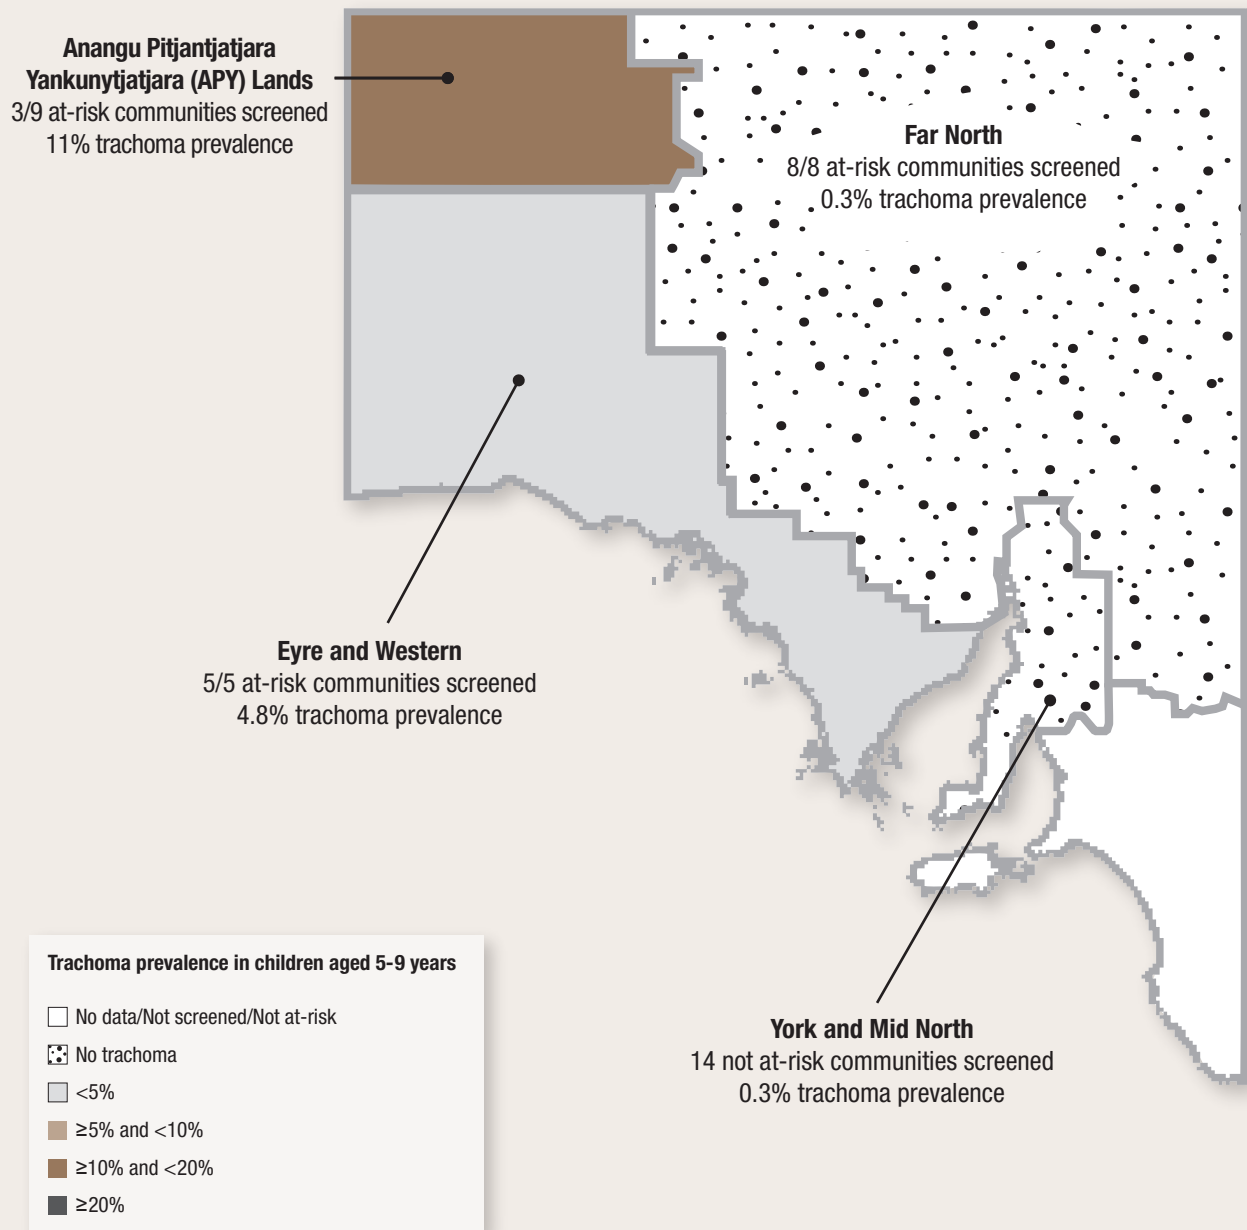 Anangu Pitjantjatjara
Yankunytjatjara (APY) Lands
3/9 at-risk communities screened
11% trachoma prevalence
Far North
8/8 at-risk communities screened
0.3% trachoma prevalence
Eyre and Western
5/5 at-risk communities screened
4.8% trachoma prevalence
York and Mid North
14 not at-risk communities screened
0.3% trachoma prevalence
Trachoma prevalence in children aged 5-9 years
No data/Not screened/Not at-risk
No trachoma
<5%
≥5% and <10%
≥10% and <20%
≥20%